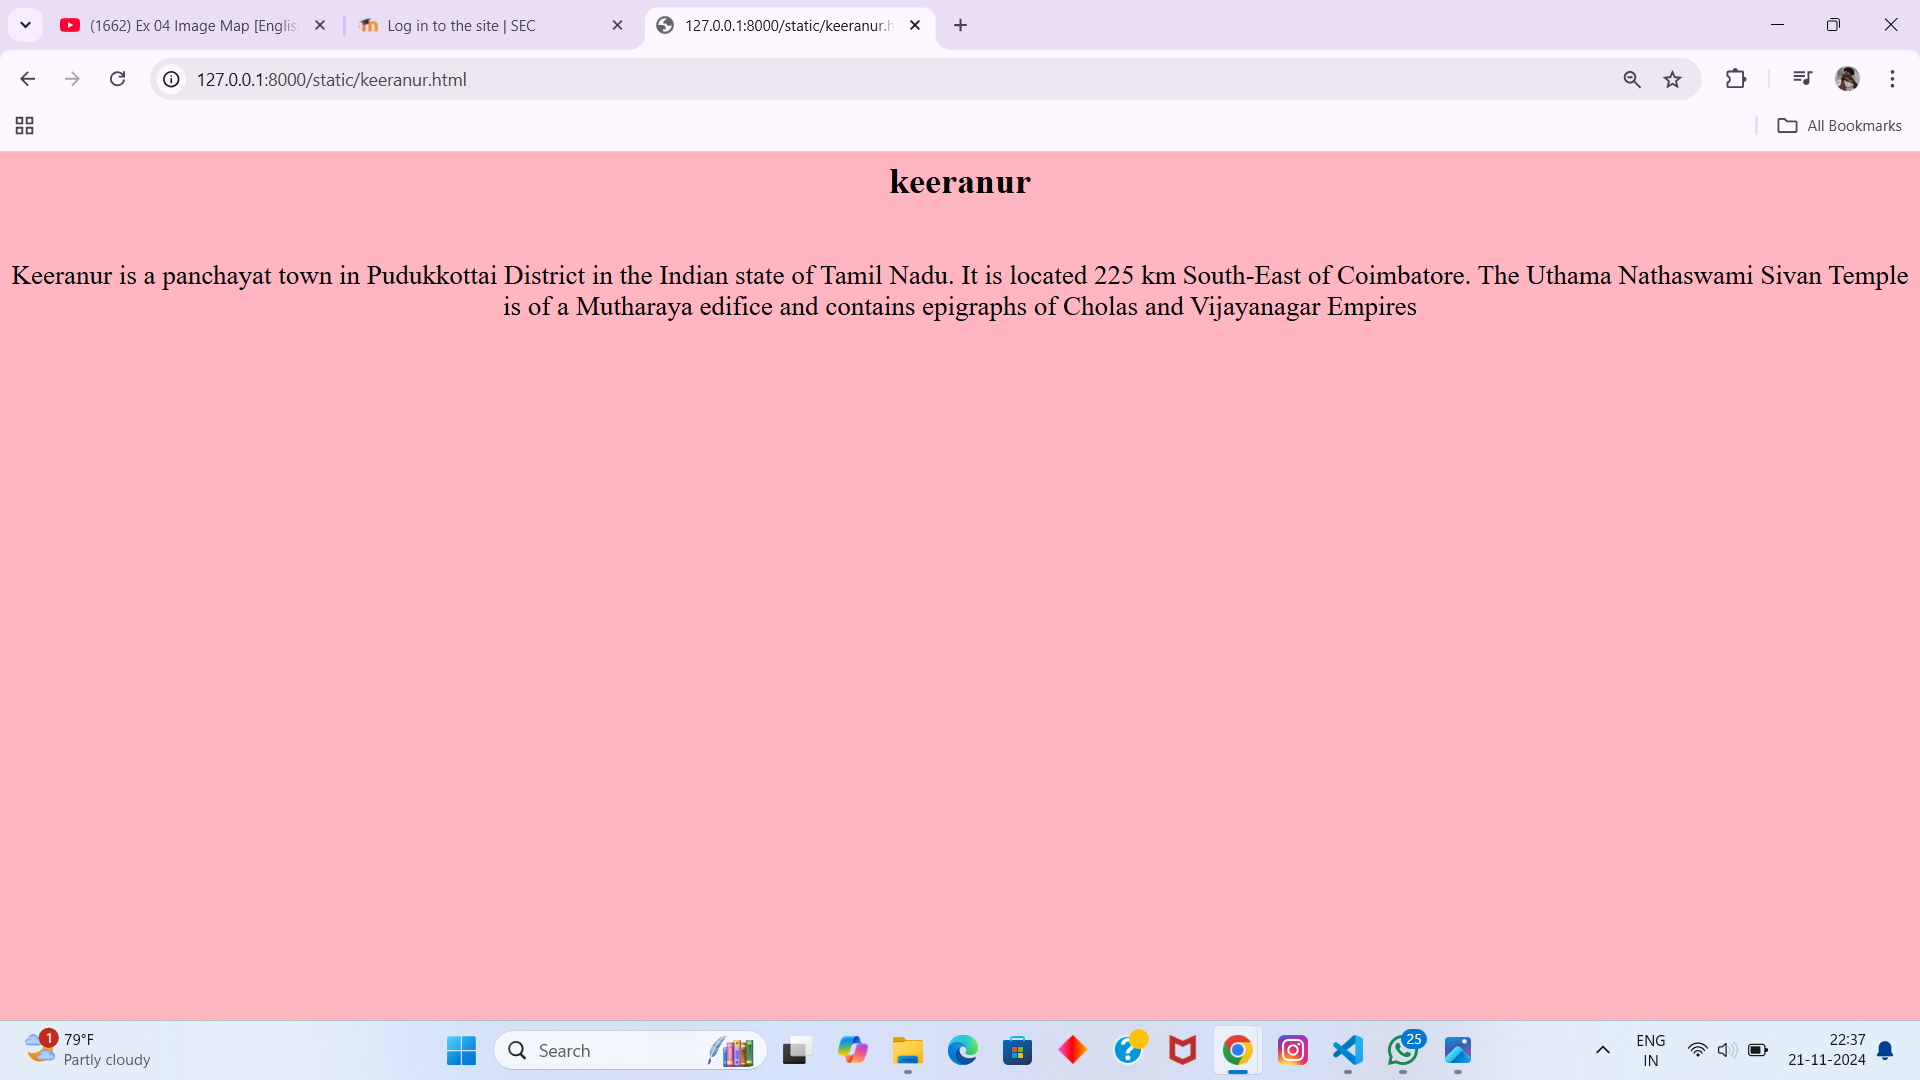 (1662) Ex 04 Image Map [Englis
Log in to the site | SEC
127.0.0.1:8000/static/keeranur.h
127.0.0.1:8000/static/keeranur.html
All Bookmarks
keeranur
Keeranur is a panchayat town in Pudukkottai District in the Indian state of Tamil Nadu. It is located 225 km South-East of Coimbatore. The Uthama Nathaswami Sivan Temple
is of a Mutharaya edifice and contains epigraphs of Cholas and Vijayanagar Empires
1
79°F
Partly cloudy
Search
25
ENG
IN
22:37
21-11-2024